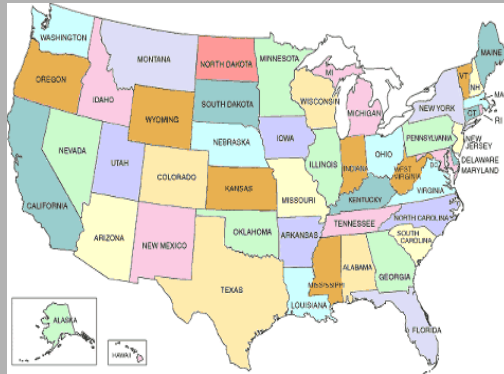 WASHINGTON
MONTANA
NORTH DAKOTA
MINNESOTA
MAINE
OREGON
IDAHO
SOUTH DAKOTA
WISCONSIN
MI
MICHIGAN
VT
NH
MA
NEW YORK
CT
RI
WYOMING
NEBRASKA
IOWA
PENNSYLVANIA
NEW
JERSEY
NEVADA
UTAH
COLORADO
KANSAS
MISSOURI
ILLINOIS
INDIANA
OHIO
WEST
VIRGINIA
DC
DELAWARE
MARYLAND
VIRGINIA
KENTUCKY
CALIFORNIA
ARIZONA
NEW MEXICO
OKLAHOMA
ARKANSAS
TENNESSEE
NORTH CAROLINA
SOUTH
CAROLINA
TEXAS
LOUISIANA
MISSISSIPPI
ALABAMA
GEORGIA
FLORIDA
ALASKA
HAWAII